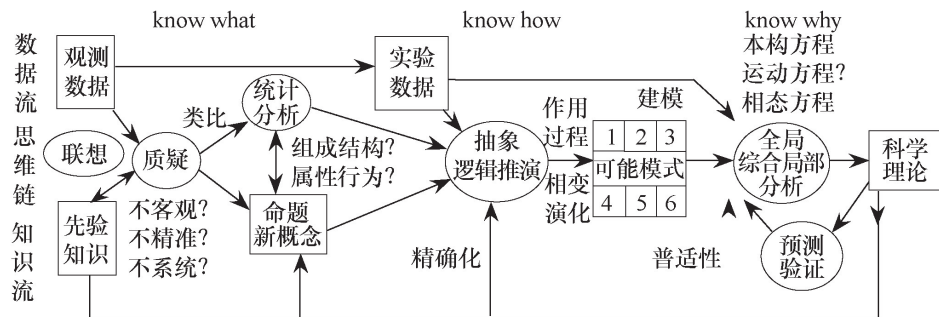 know what
know how
know why
数据流
思维链
知识流
观测
数据
实验
数据
本构方程
运动方程?
相态方程
联想
质疑
类比
统计
分析
组成结构?
属性行为?
先验
知识
不客观?
不精准?
不系统?
命题
新概念
抽象
逻辑推演
精确化
作用
过程
相变
演化
建模
1 2 3
可能模式
4 5 6
全局
综合局部
分析
普适性
预测
验证
科学
理论